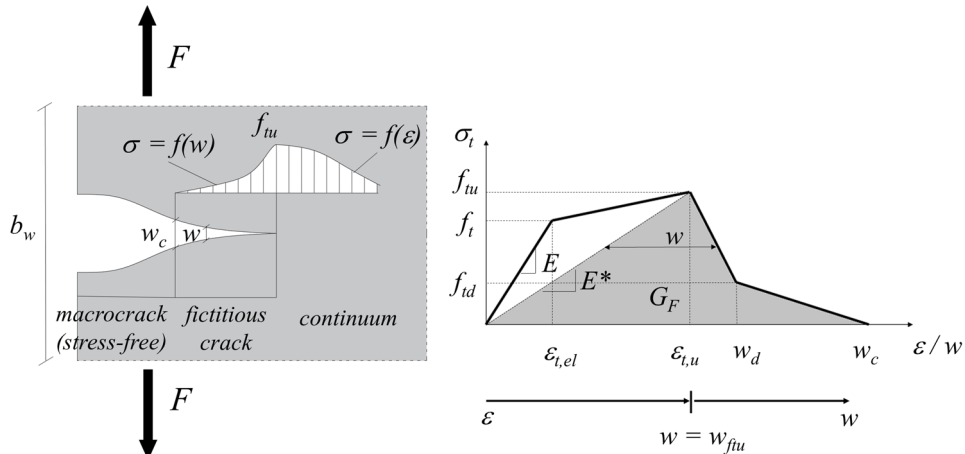 F
b_w
f_tu
σ = f(w)
σ = f(ε)
w_c
w
macrocrack
(stress-free)
fictitious
crack
continuum
F
σ_t
f_tu
f_t
f_td
E
E*
w
G_F
ε_t,el
ε_t,u
w_d
w_c
ε / w
ε
w
w = w_ftu